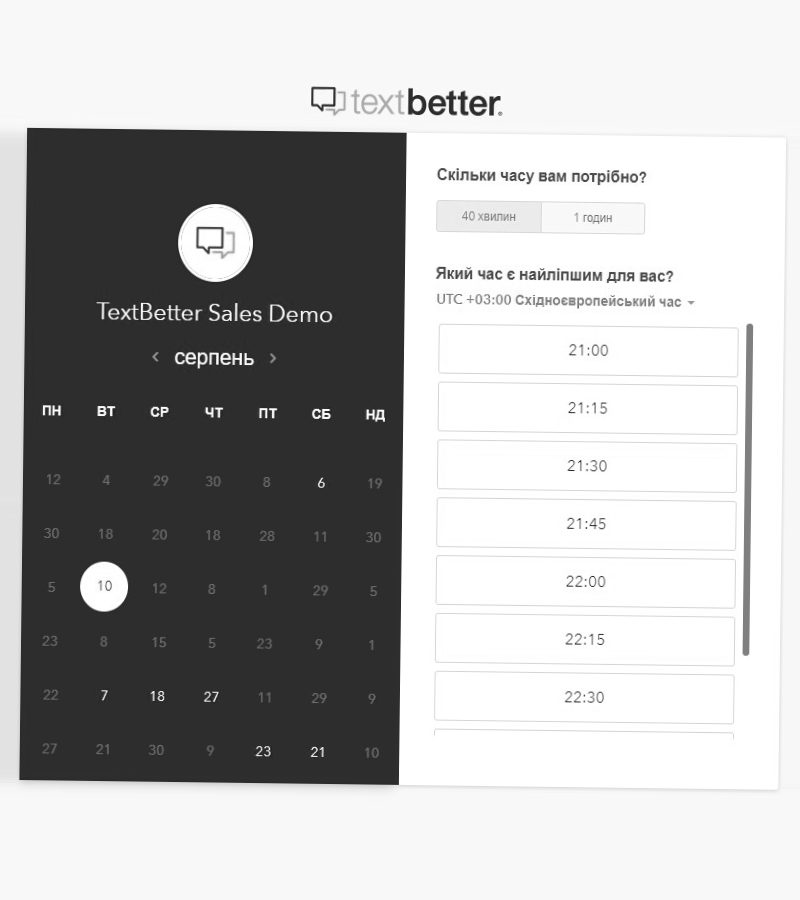 textbetter.
TextBetter Sales Demo
серпень
ПН ВТ СР ЧТ ПТ СБ НД
12 4 29 30 8 6 19
30 18 20 18 28 11 30
5 10 12 8 1 29 5
23 8 15 5 23 9 1
22 7 18 27 11 29 9
27 21 30 9 23 21 10
Скільки часу вам потрібно?
40 хвилин 1 годин
Який час є найліпшим для вас?
UTC +03:00 Східноєвропейський час
21:00
21:15
21:30
21:45
22:00
22:15
22:30